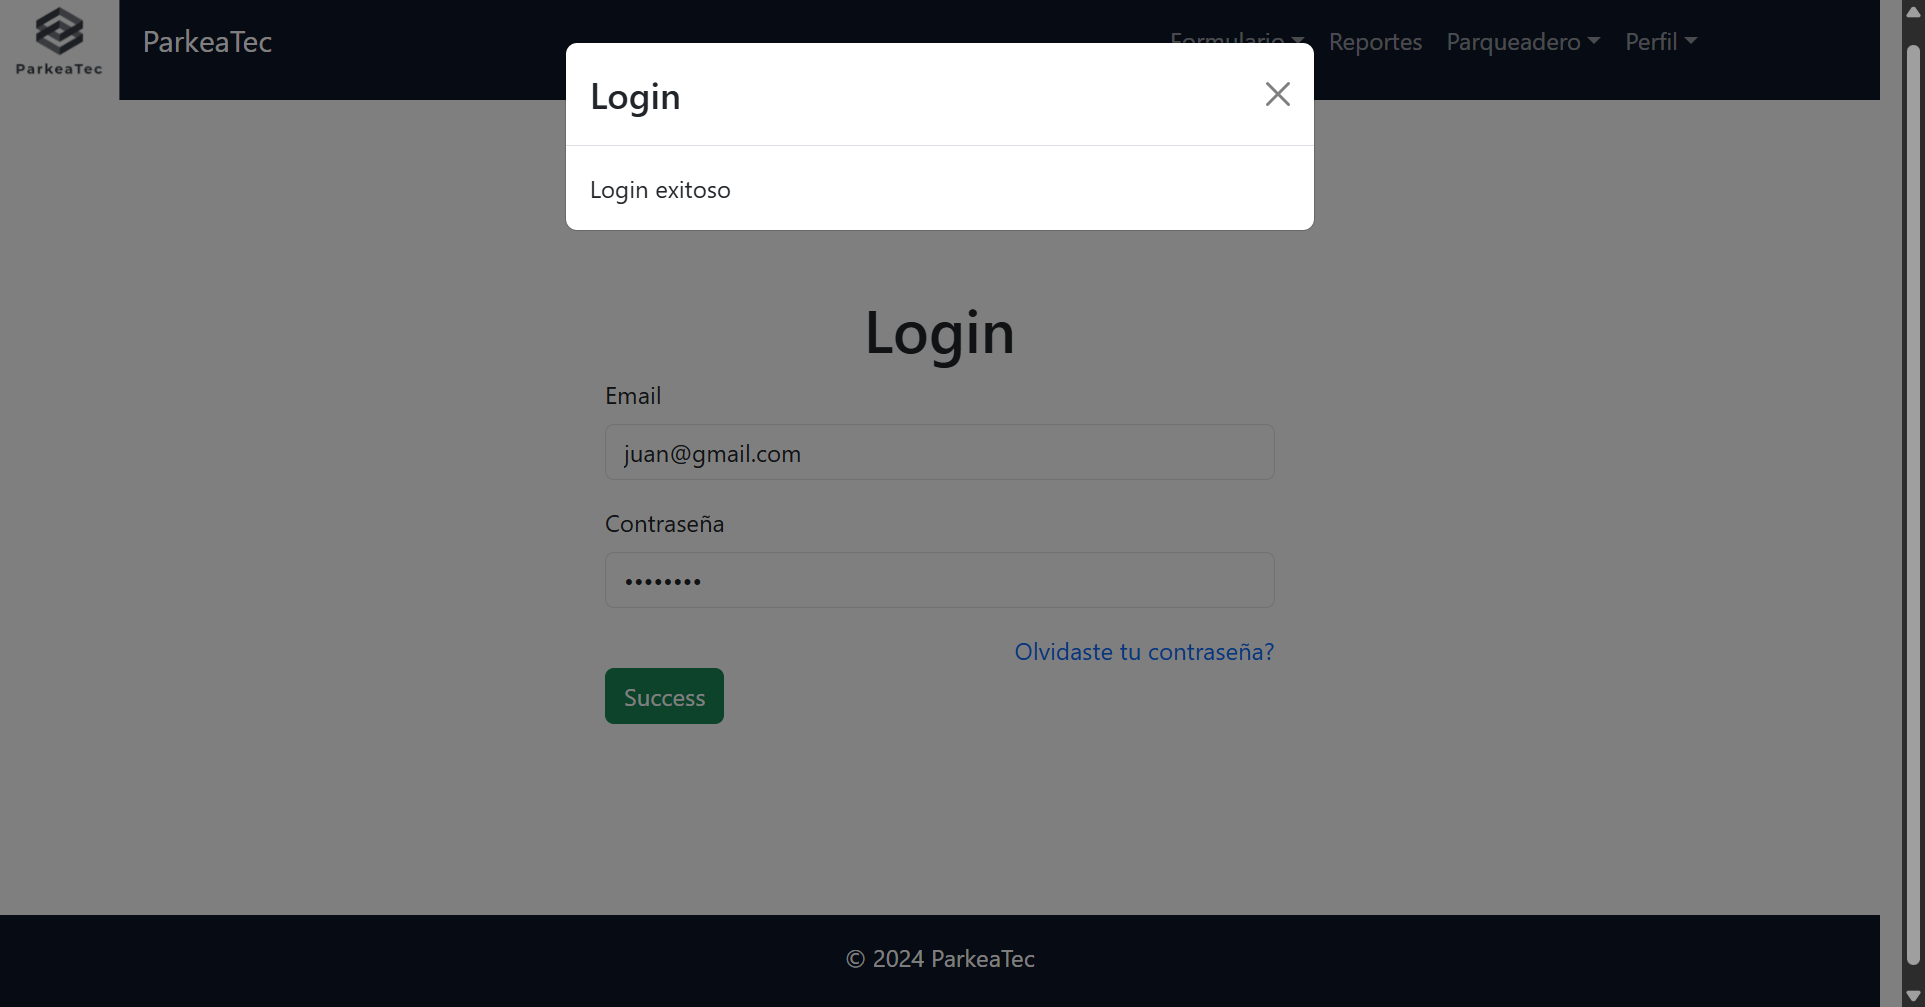 ParkeaTec
ParkeaTec
Formulario Reportes Parqueadero Perfil
Login
Login exitoso
Login
Email
juan@gmail.com
Contraseña
••••••••
Olvidaste tu contraseña?
Success
© 2024 ParkeaTec